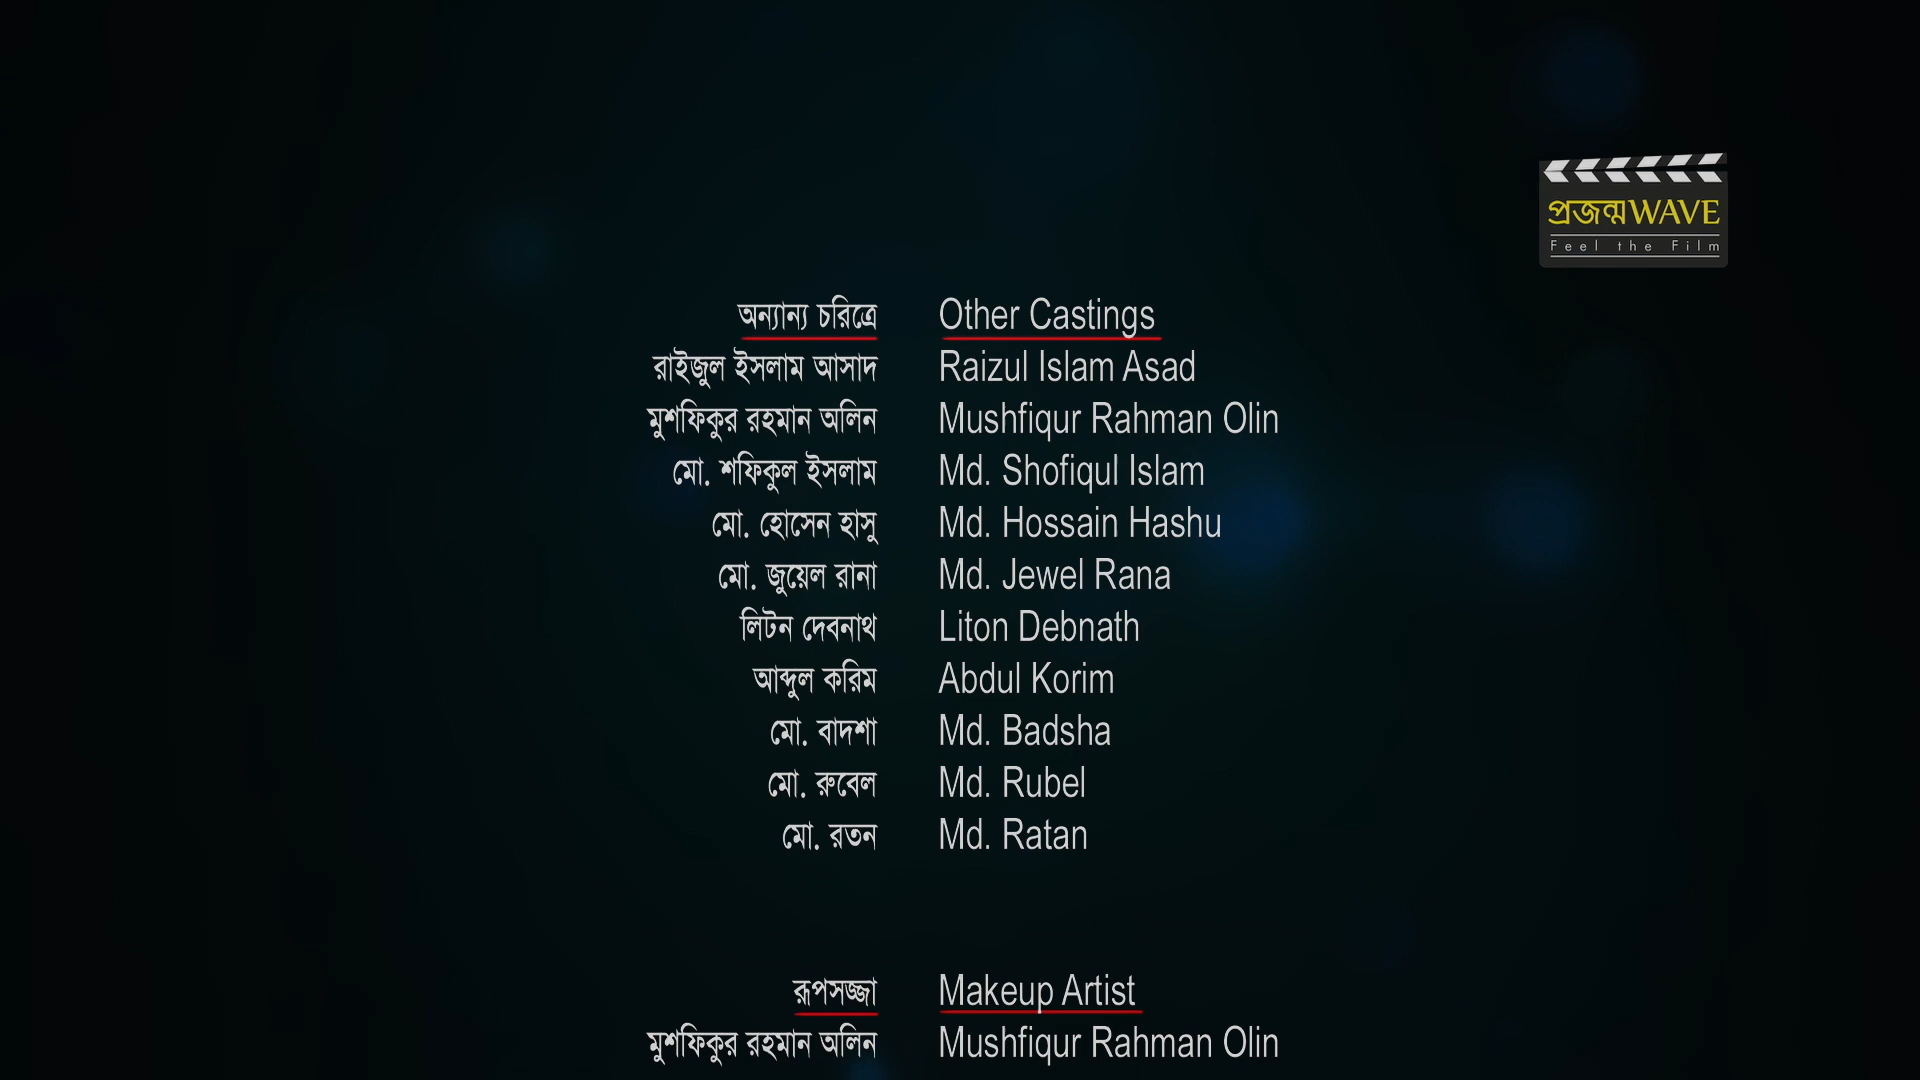 প্রজন্মWAVE
Feel the Film
অন্যান্য চরিত্রে Other Castings
রাইজুল ইসলাম আসাদ Raizul Islam Asad
মুশফিকুর রহমান অলিন Mushfiqur Rahman Olin
মো. শফিকুল ইসলাম Md. Shofiqul Islam
মো. হোসেন হাসু Md. Hossain Hashu
মো. জুয়েল রানা Md. Jewel Rana
লিটন দেবনাথ Liton Debnath
আব্দুল করিম Abdul Korim
মো. বাদশা Md. Badsha
মো. রুবেল Md. Rubel
মো. রতন Md. Ratan
রূপসজ্জা Makeup Artist
মুশফিকুর রহমান অলিন Mushfiqur Rahman Olin